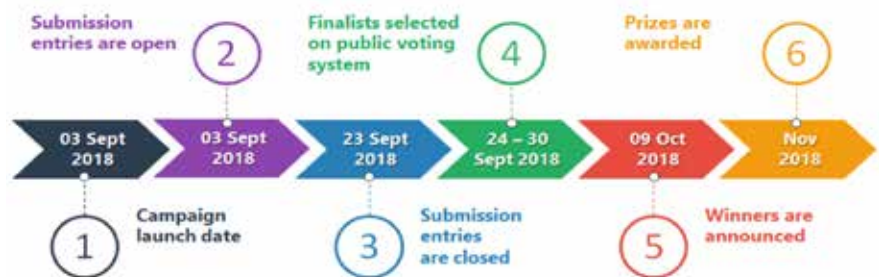 Submission
entries are open
2
Finalists selected
on public voting
system
4
Prizes are
awarded
6
03 Sept
2018
03 Sept
2018
23 Sept
2018
24 – 30
Sept 2018
09 Oct
2018
Nov
2018
1
Campaign
launch date
3
Submission
entries
are closed
5
Winners are
announced